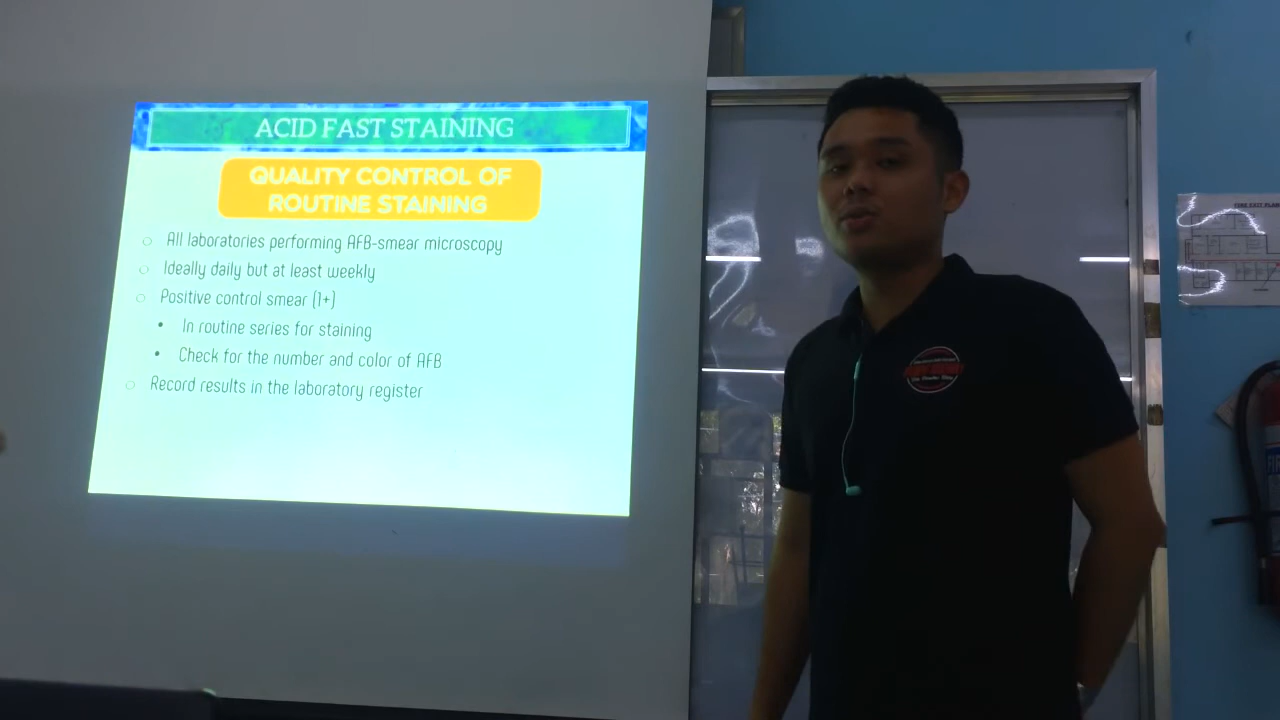 ACID FAST STAINING
QUALITY CONTROL OF
ROUTINE STAINING
○ All laboratories performing AFB-smear microscopy
○ Ideally daily but at least weekly
○ Positive control smear (1+)
• In routine series for staining
• Check for the number and color of AFB
○ Record results in the laboratory register